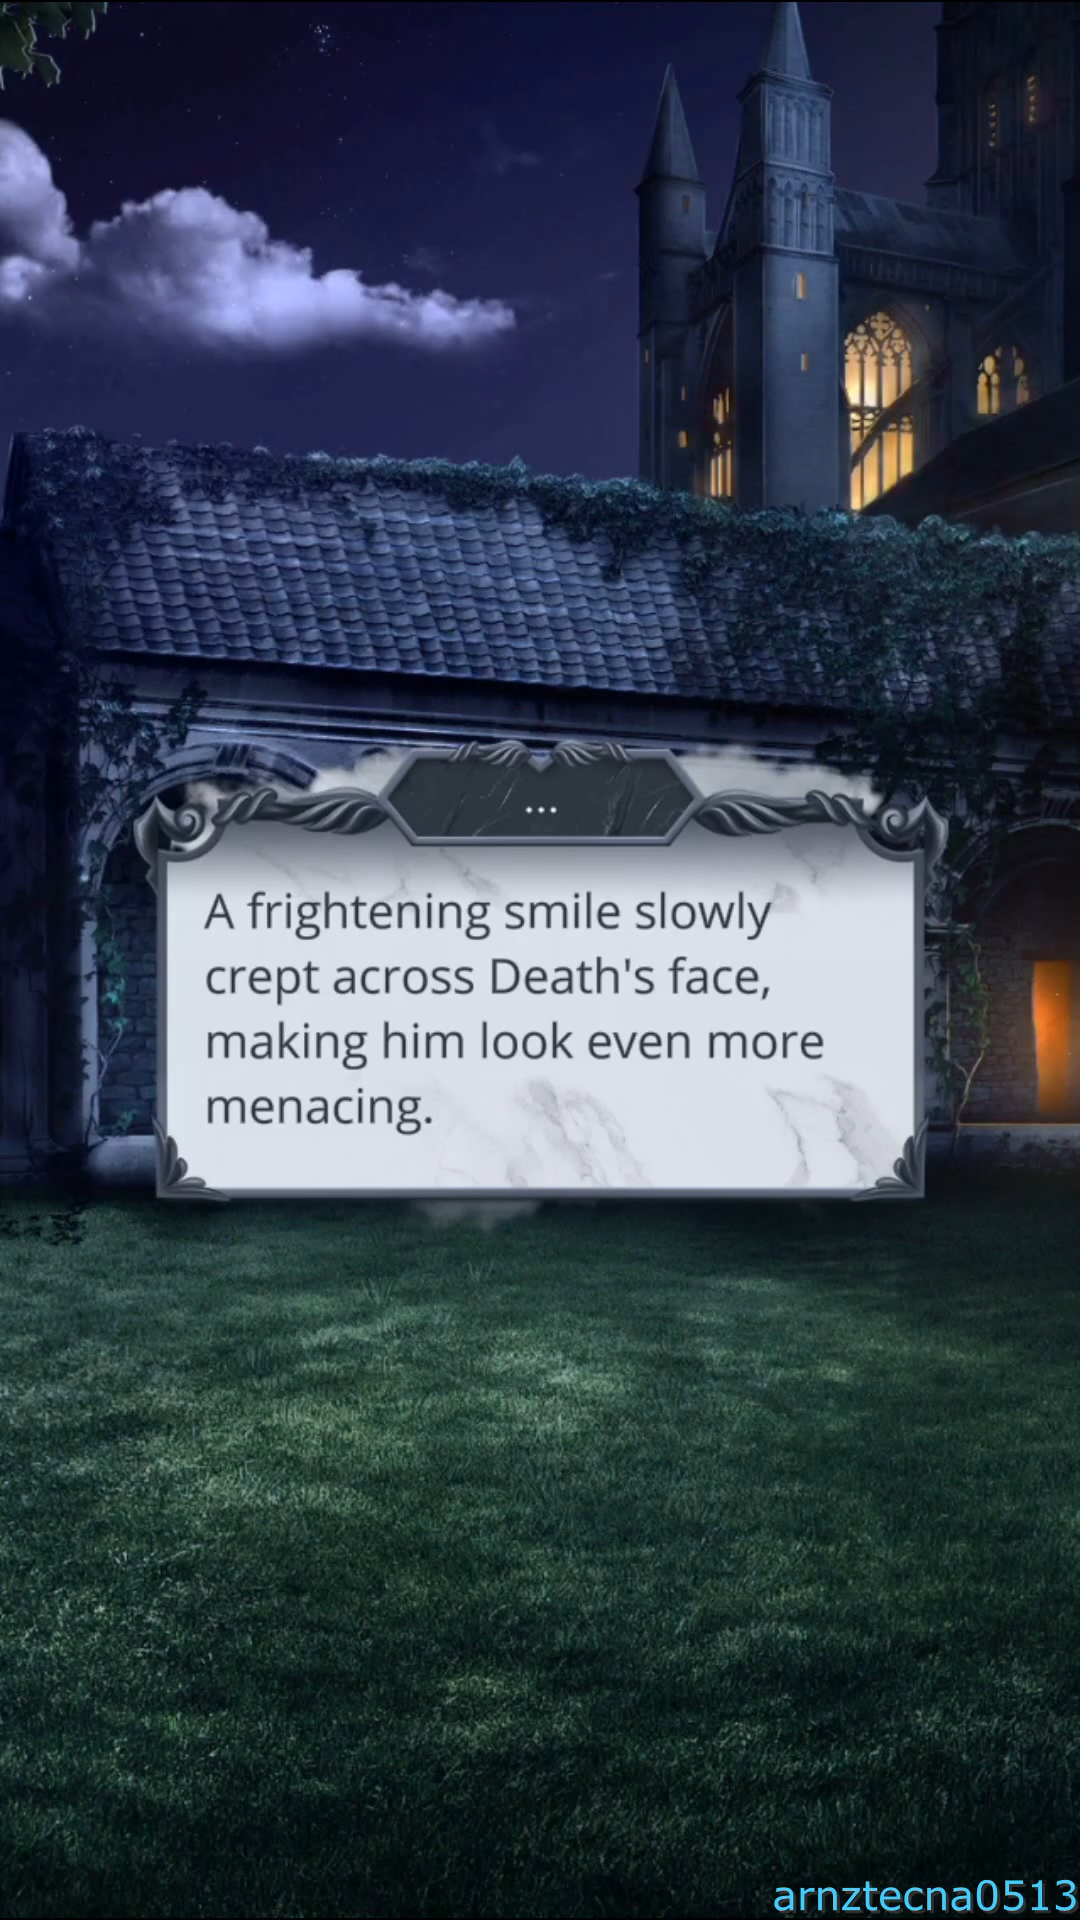 ...
A frightening smile slowly
crept across Death's face,
making him look even more
menacing.
arnztecna0513